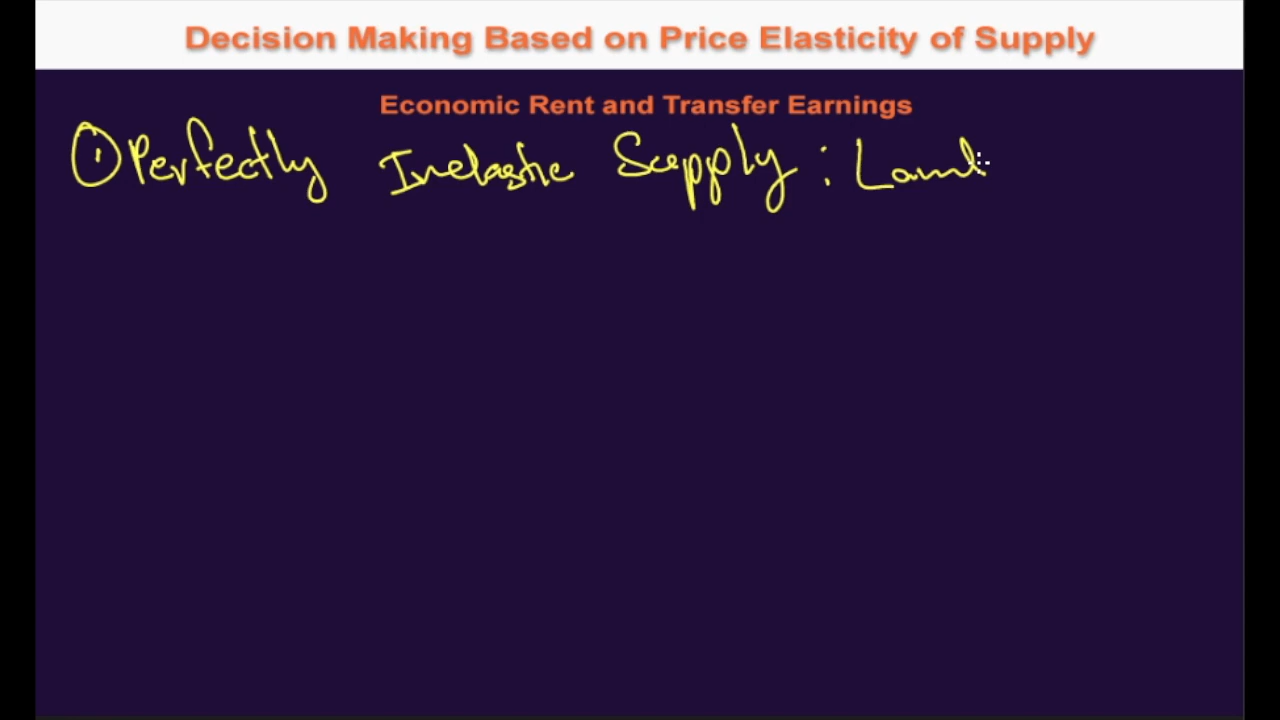 Decision Making Based on Price Elasticity of Supply
Economic Rent and Transfer Earnings
① Perfectly Inelastic Supply : Land